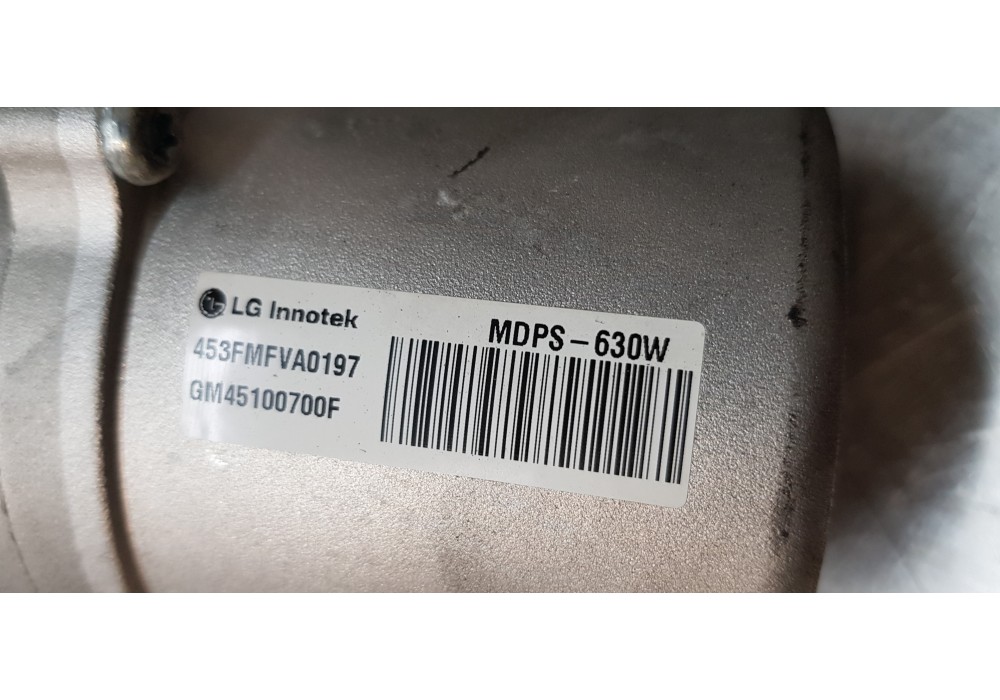 LG Innotek
MDPS-630W
453FMFVA0197
GM45100700F